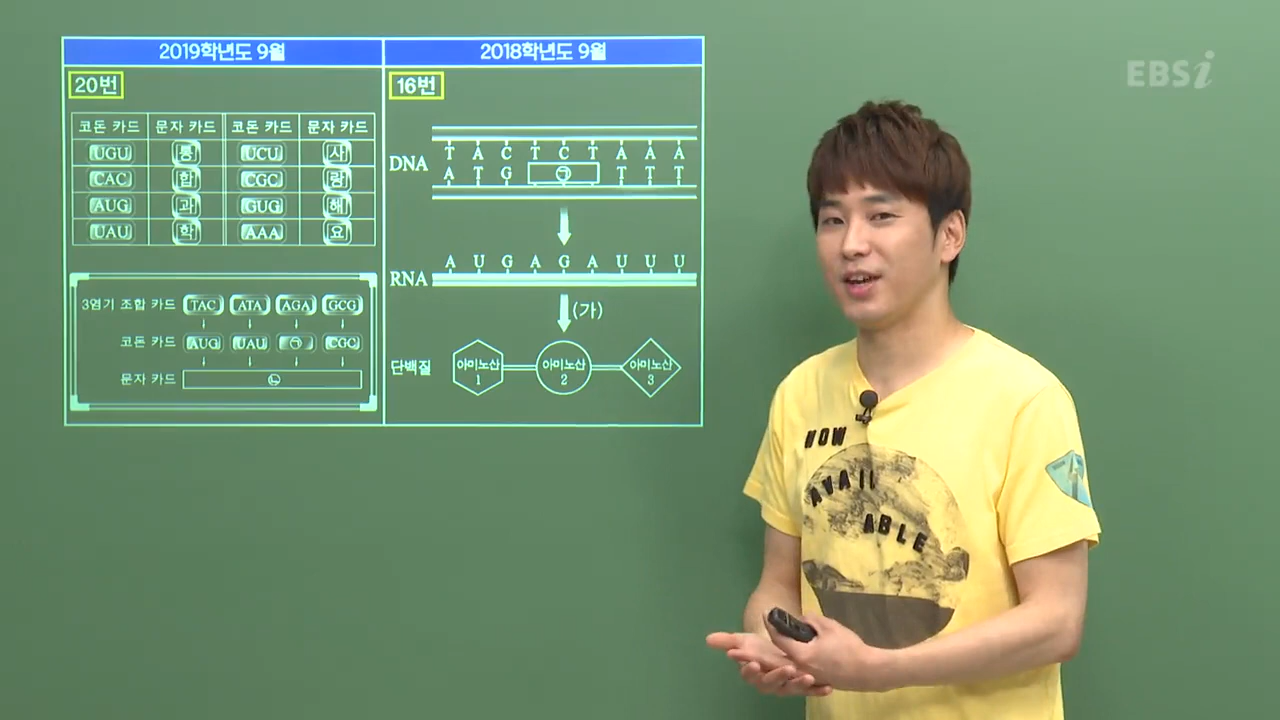 2019학년도 9월
20번
코돈 카드 문자 카드 코돈 카드 문자 카드
UGU 통 UCU 사
CAC 합 CGC 랑
AUG 과 GUG 해
UAU 학 AAA 요
3염기 조합 카드 TAC ATA AGA GCG
코돈 카드 AUG UAU ㉠ CGC
문자 카드 ㉡
2018학년도 9월
16번
DNA
T A C T C T A A A
A T G ㉠ T T T
A U G A G A U U U
RNA
(가)
단백질
아미노산 1
아미노산 2
아미노산 3
EBSi
WOW
AVAIL
ABLE